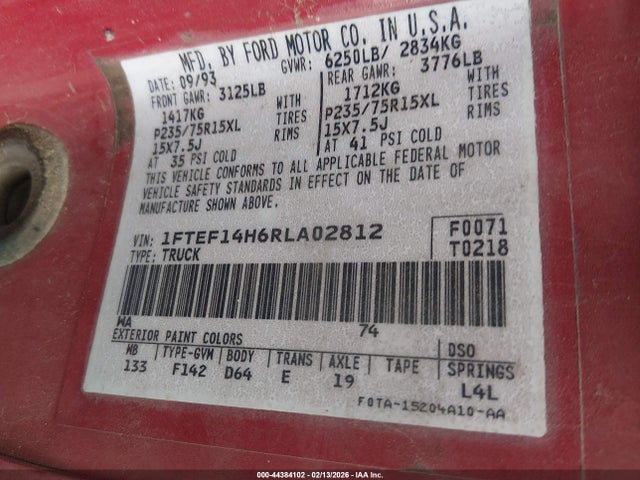 MFD. BY FORD MOTOR CO. IN U.S.A.
DATE: 09/93 GVWR: 6250LB/ 2834KG
FRONT GAWR: 3125LB REAR GAWR: 3776LB
1417KG WITH 1712KG WITH
P235/75R15XL TIRES P235/75R15XL TIRES
15X7.5J RIMS 15X7.5J RIMS
AT 35 PSI COLD AT 41 PSI COLD
THIS VEHICLE CONFORMS TO ALL APPLICABLE FEDERAL MOTOR
VEHICLE SAFETY STANDARDS IN EFFECT ON THE DATE OF
MANUFACTURE SHOWN ABOVE.
VIN: 1FTEF14H6RLA02812 F0071
TYPE: TRUCK T0218
WA 74
EXTERIOR PAINT COLORS DSO
WB TYPE-GVW BODY TRANS AXLE TAPE SPRINGS
133 F142 D64 E 19 L4L
F0TA-15204A10-AA
000-44384102 - 02/13/2026 - IAA Inc.